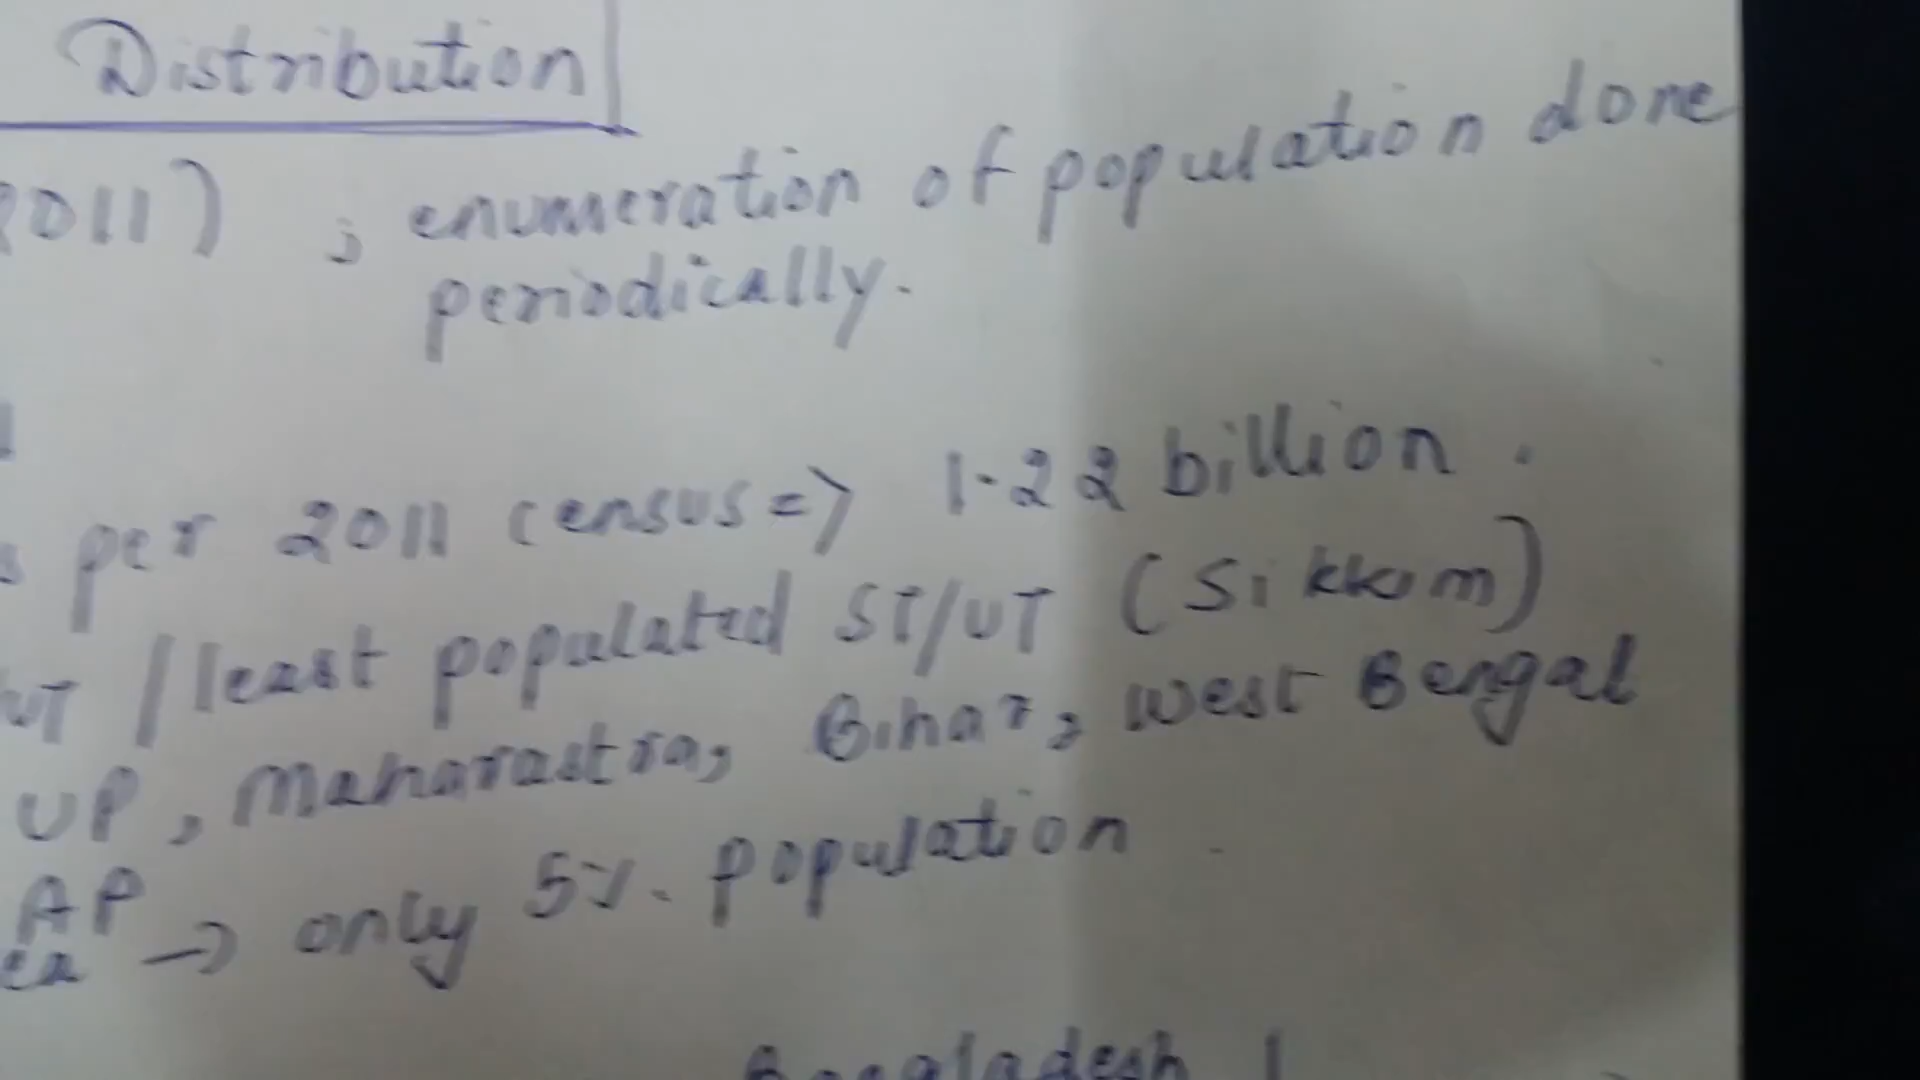 Distribution
2011) , enumeration of population done
periodically.
per 2011 census => 1.22 billion.
UT / least populated ST/UT (Sikkim)
UP, Maharastra, Bihar, West Bengal
AP
→ only 5%. population
Bangladesh